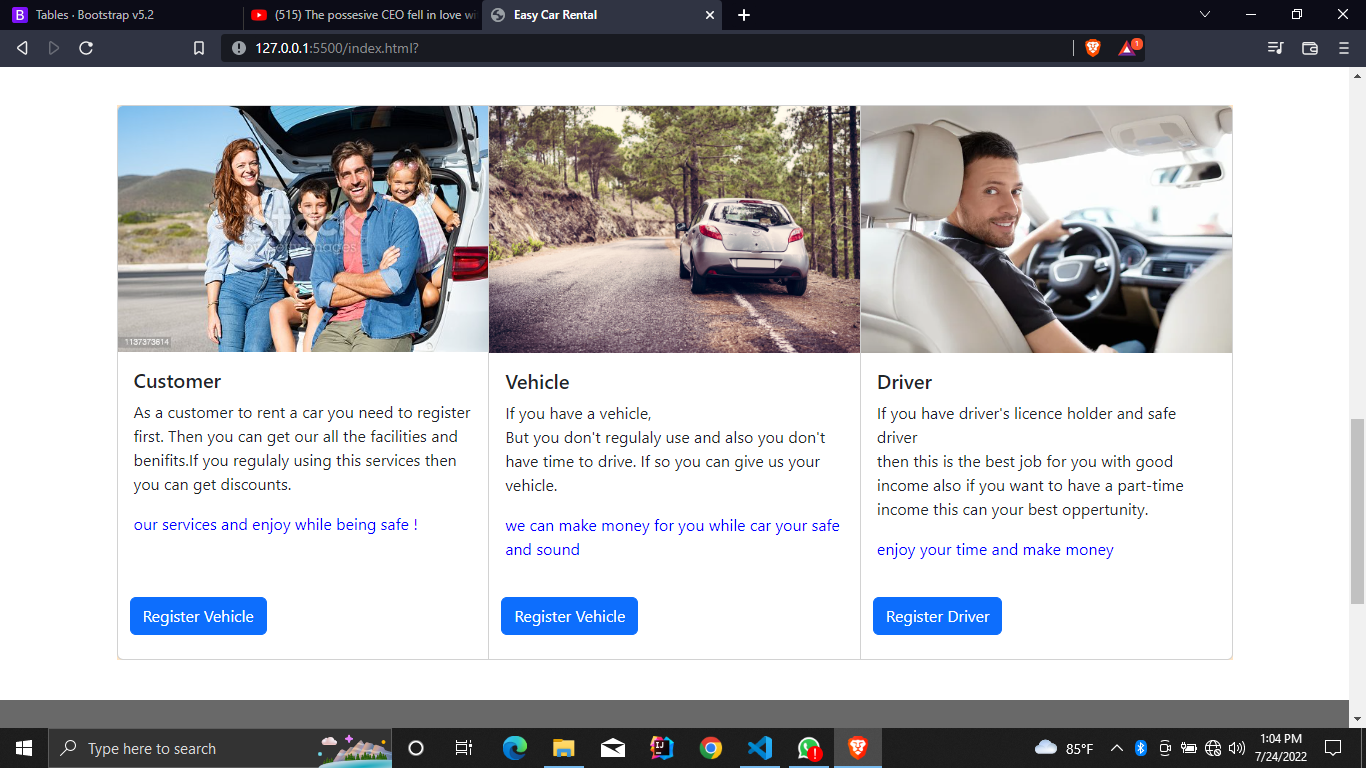 B Tables · Bootstrap v5.2
(515) The possesive CEO fell in love wi
Easy Car Rental
127.0.0.1:5500/index.html?
1
iStock
by Getty Images
1137373614
Customer
As a customer to rent a car you need to register
first. Then you can get our all the facilities and
benifits.If you regulaly using this services then
you can get discounts.
our services and enjoy while being safe !
Register Vehicle
Vehicle
If you have a vehicle,
But you don't regulaly use and also you don't
have time to drive. If so you can give us your
vehicle.
we can make money for you while car your safe
and sound
Register Vehicle
Driver
If you have driver's licence holder and safe
driver
then this is the best job for you with good
income also if you want to have a part-time
income this can your best oppertunity.
enjoy your time and make money
Register Driver
Type here to search
85°F
1:04 PM
7/24/2022